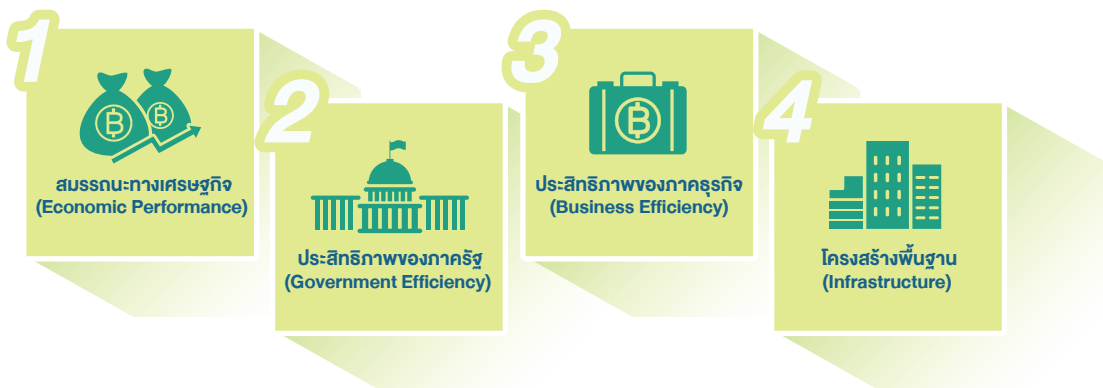 1
สมรรถนะทางเศรษฐกิจ
(Economic Performance)
2
ประสิทธิภาพของภาครัฐ
(Government Efficiency)
3
ประสิทธิภาพของภาคธุรกิจ
(Business Efficiency)
4
โครงสร้างพื้นฐาน
(Infrastructure)